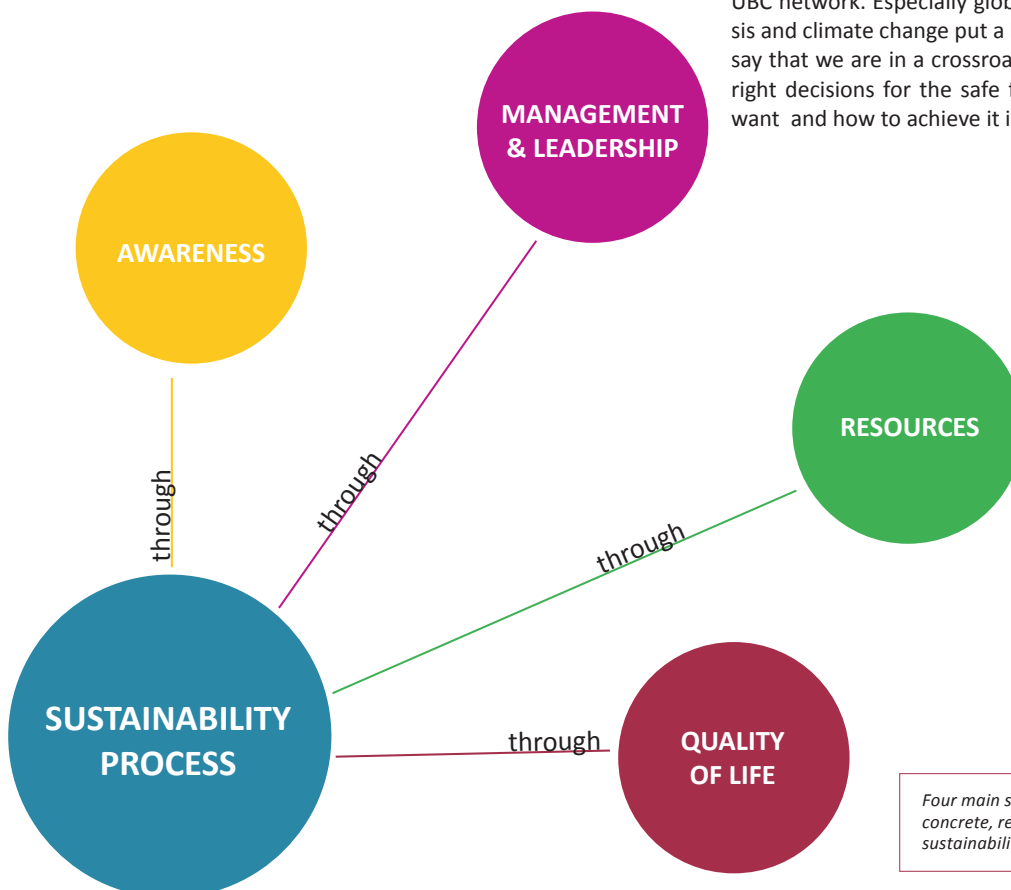 UBC network. Especially glob
sis and climate change put a
say that we are in a crossroa
right decisions for the safe
want and how to achieve it i
MANAGEMENT
& LEADERSHIP
AWARENESS
RESOURCES
through
through
through
SUSTAINABILITY
PROCESS
through
QUALITY
OF LIFE
Four main s
concrete, re
sustainabili